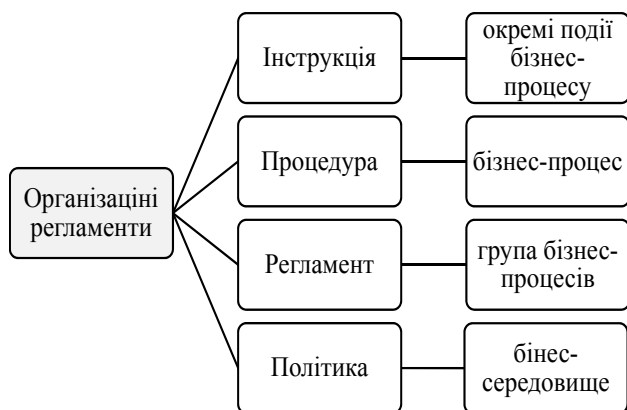 Інструкція
окремі події
бізнес-
процесу
Процедура
бізнес-процес
Організаціні
регламенти
Регламент
група бізнес-
процесів
Політика
бінес-
середовище